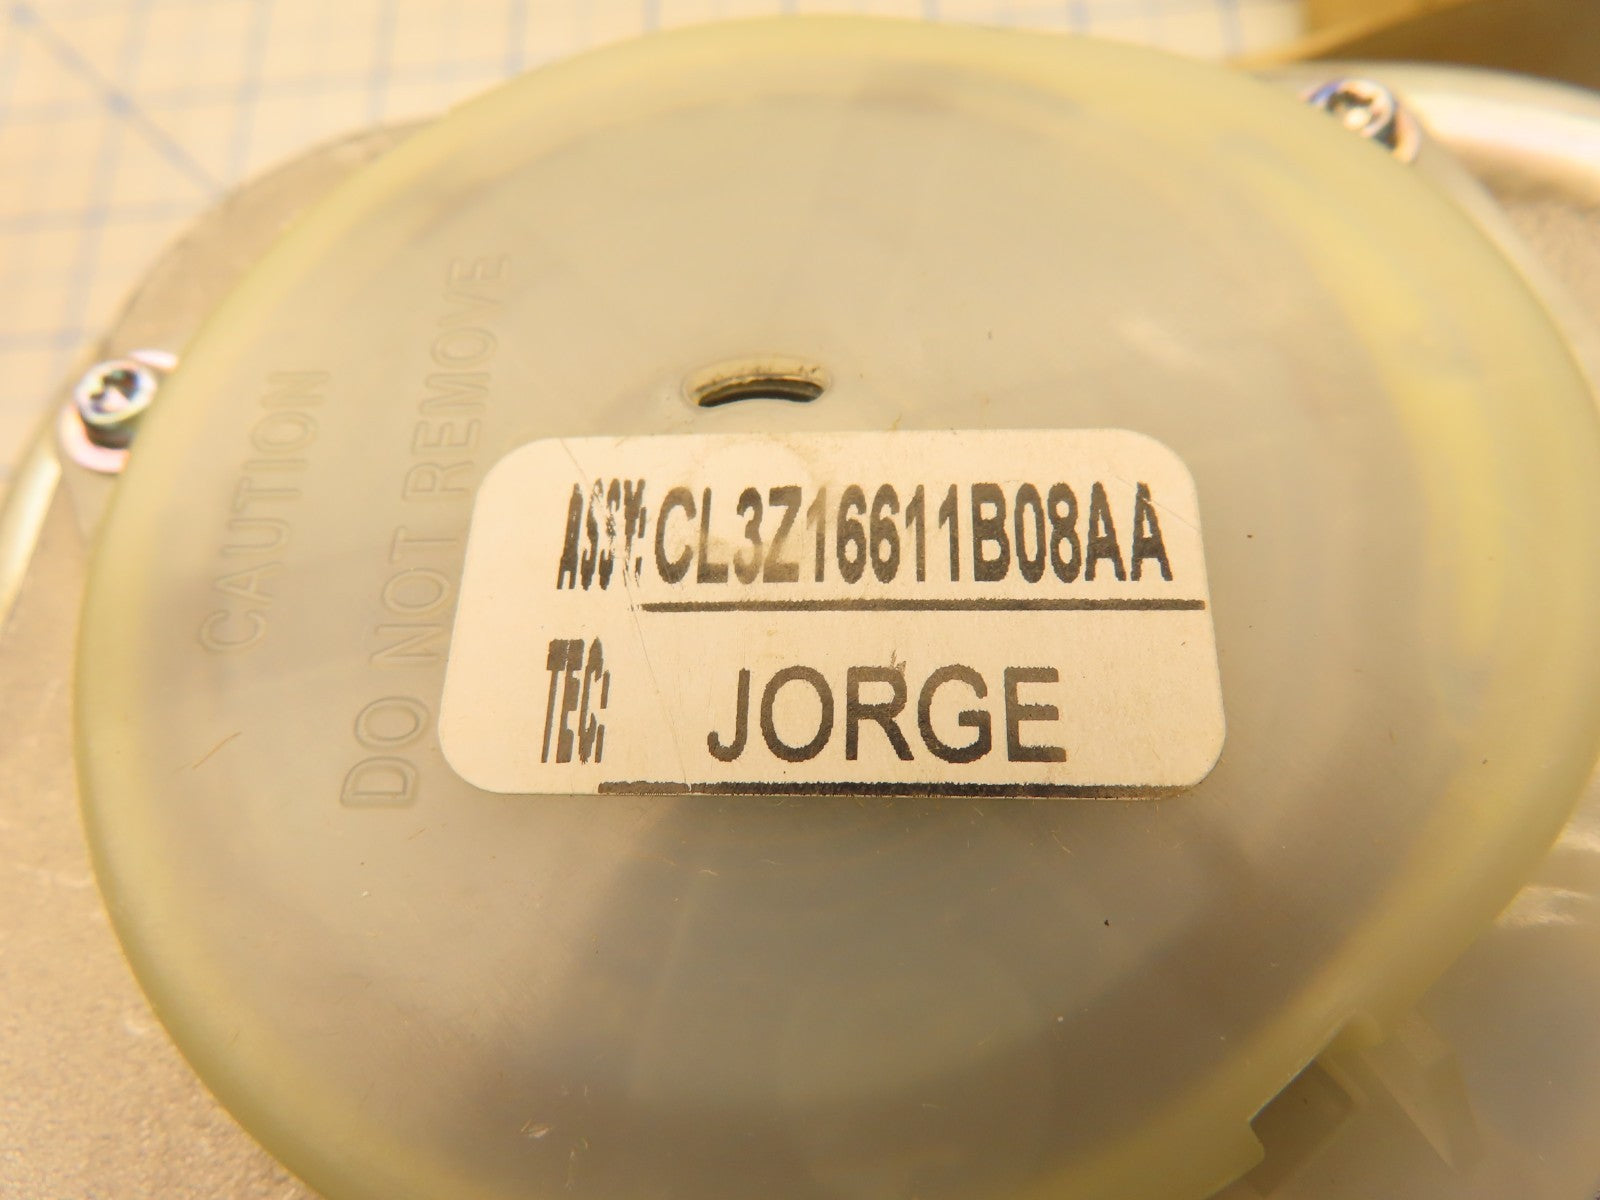 CAUTION
DO NOT REMOVE
ASSY: CL3Z16611B08AA
TEC: JORGE